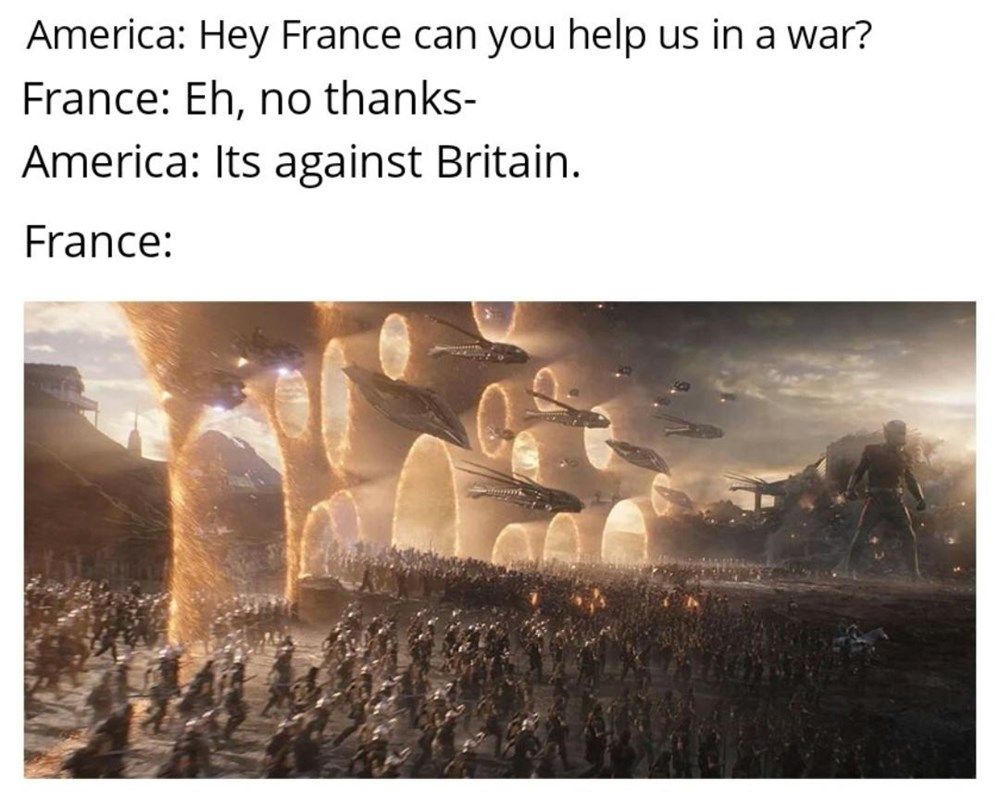 America: Hey France can you help us in a war?
France: Eh, no thanks-
America: Its against Britain.
France: